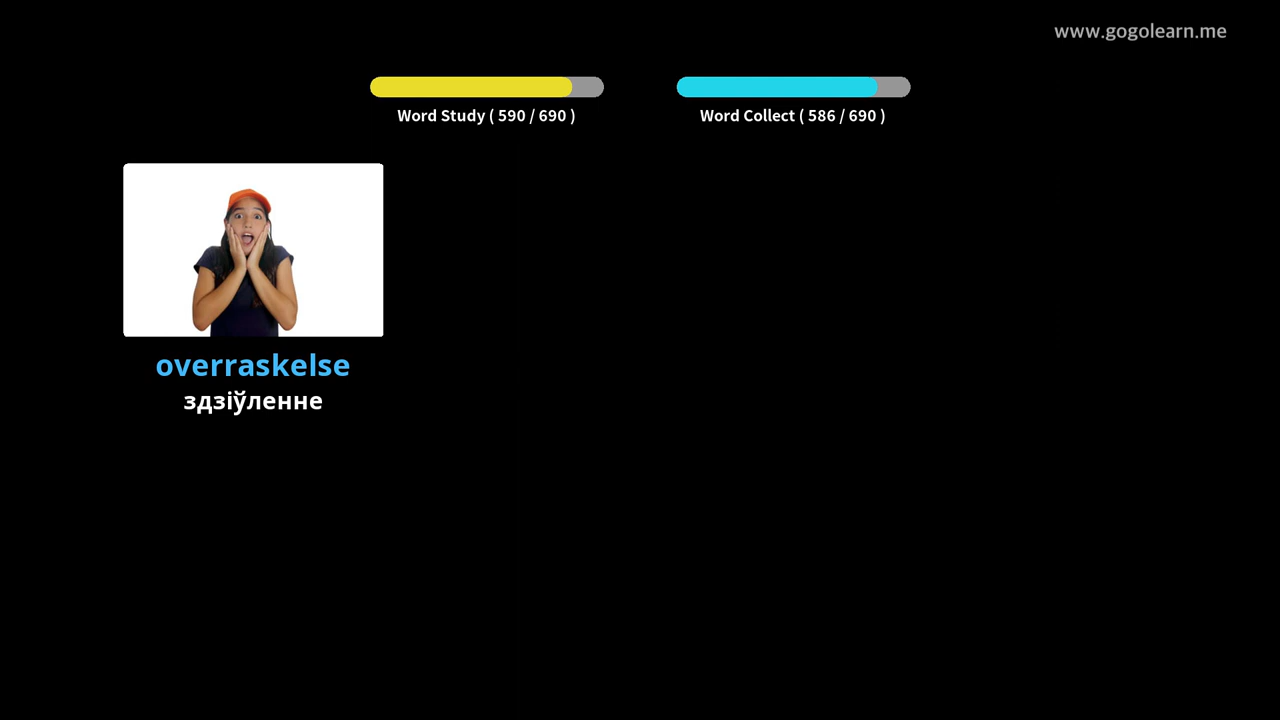 www.gogolearn.me
Word Study ( 590 / 690 )
Word Collect ( 586 / 690 )
overraskelse
здзіўленне